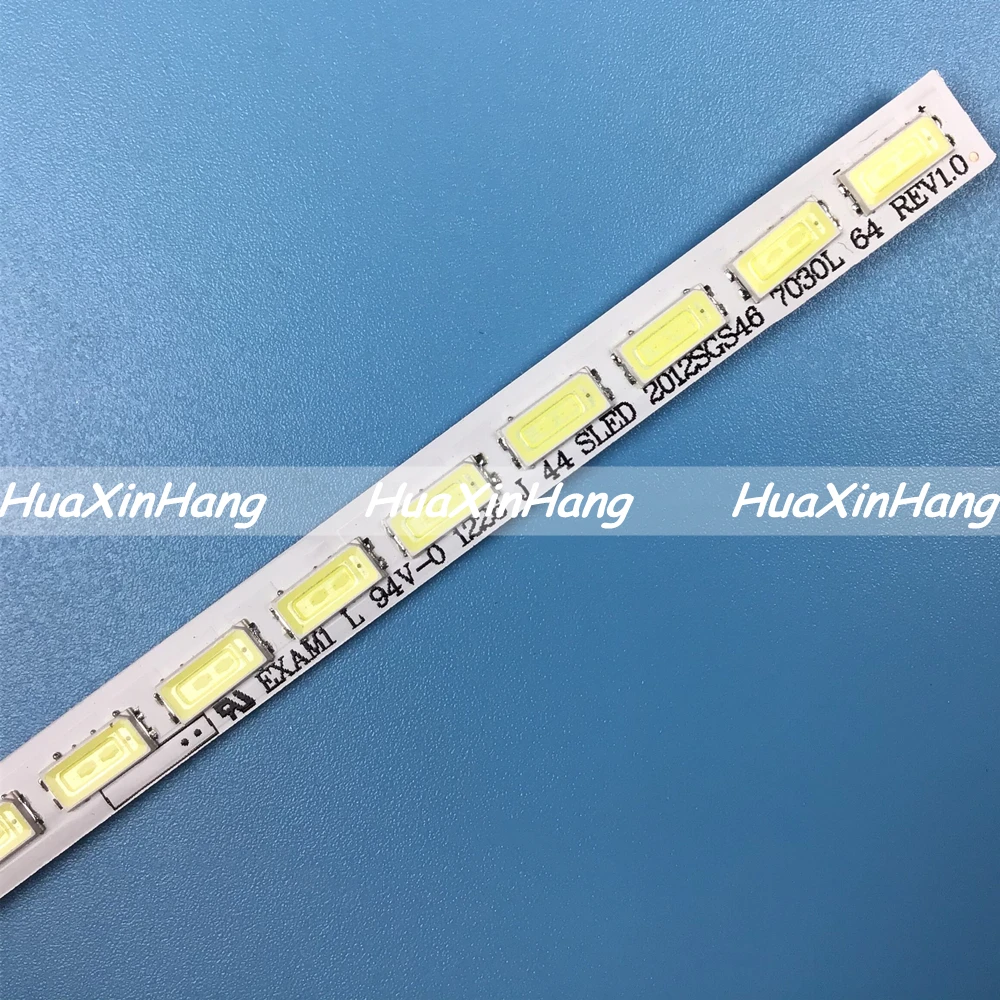 EXAM1 L 94V-0 44 SLED 2012SGS46 7030L 64 REV1.0
HuaXinHang HuaXinHang HuaXinHang